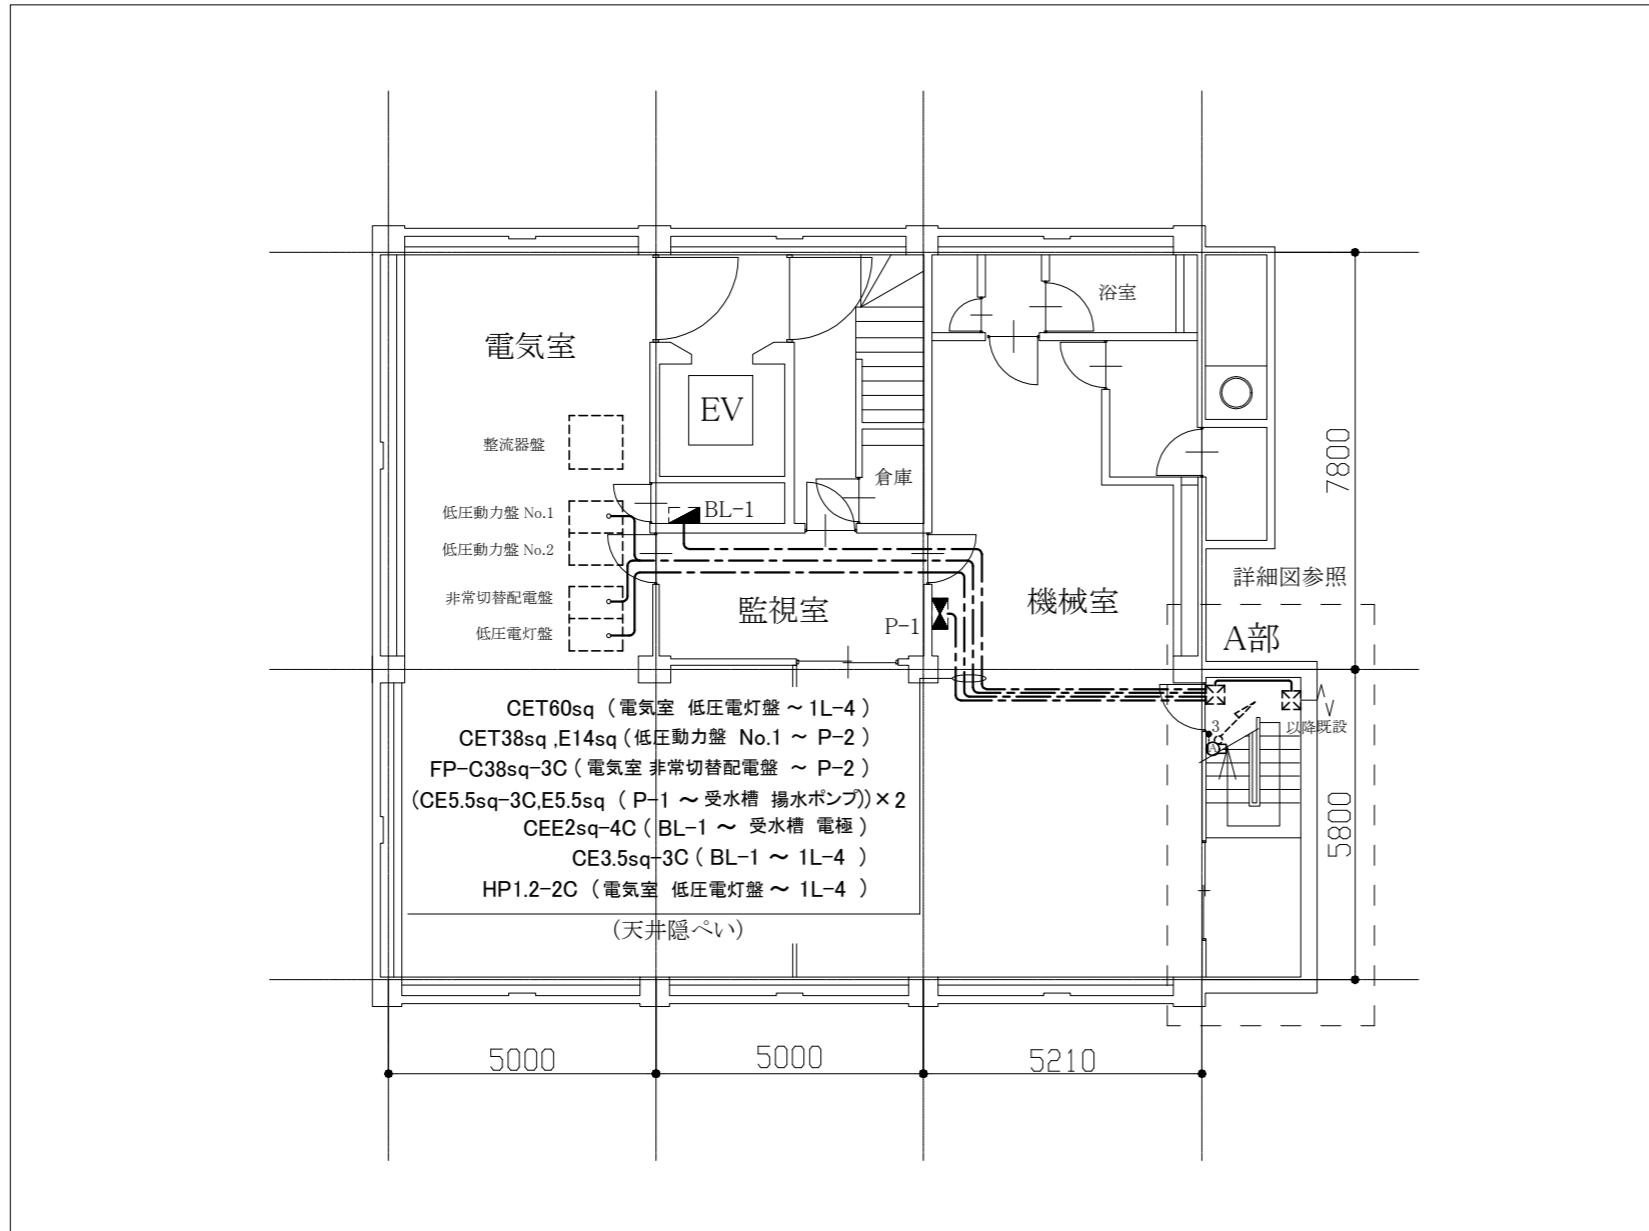 浴室
電気室
EV
整流器盤
倉庫
7800
BL-1
低圧動力盤 No.1
低圧動力盤 No.2
詳細図参照
非常切替配電盤
監視室
機械室
P-1
低圧電灯盤
A部
CET60sq (電気室 低圧電灯盤 ~ 1L-4 )
3
以降既設
CET38sq ,E14sq ( 低圧動力盤 No.1 ~ P-2 )
A
FP-C38sq-3C ( 電気室 非常切替配電盤 ~ P-2 )
(CE5.5sq-3C,E5.5sq ( P-1 ~ 受水槽 揚水ポンプ))×2
CEE2sq-4C ( BL-1 ~ 受水槽 電極 )
5800
CE3.5sq-3C ( BL-1 ~ 1L-4 )
HP1.2-2C (電気室 低圧電灯盤 ~ 1L-4 )
(天井隠ぺい)
5000
5000
5210